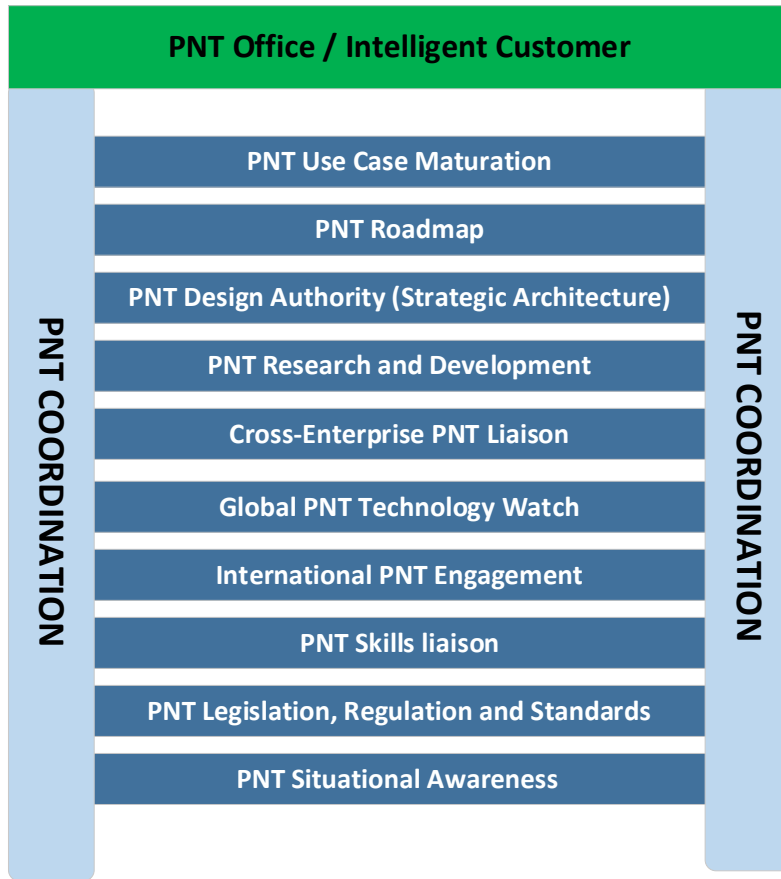 PNT Office / Intelligent Customer
PNT COORDINATION
PNT Use Case Maturation
PNT Roadmap
PNT Design Authority (Strategic Architecture)
PNT Research and Development
Cross-Enterprise PNT Liaison
Global PNT Technology Watch
International PNT Engagement
PNT Skills liaison
PNT Legislation, Regulation and Standards
PNT Situational Awareness
PNT COORDINATION